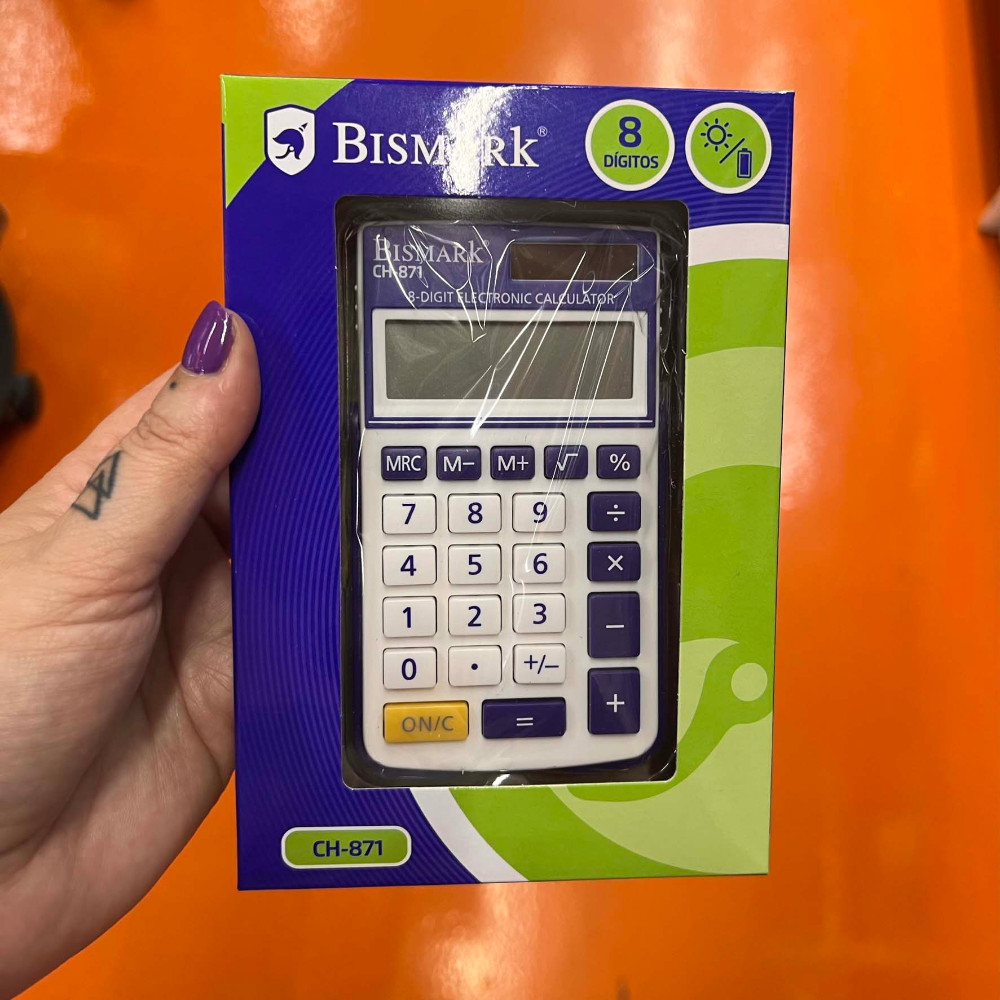 BISMARK®
8
DÍGITOS
BISMARK®
CH-871
8-DIGIT ELECTRONIC CALCULATOR
MRC M− M+ √ %
7 8 9 ÷
4 5 6 ×
1 2 3 −
0 . +/− +
ON/C =
CH-871